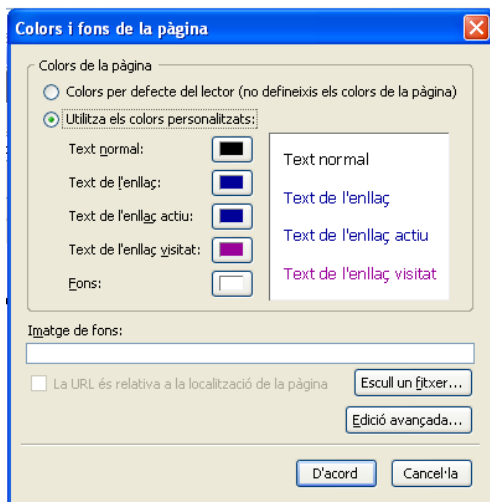 Colors i fons de la pàgina
Colors de la pàgina
Colors per defecte del lector (no defineixis els colors de la pàgina)
Utilitza els colors personalitzats:
Text normal:
Text de l'enllaç:
Text de l'enllaç actiu:
Text de l'enllaç visitat:
Fons:
Text normal
Text de l'enllaç
Text de l'enllaç actiu
Text de l'enllaç visitat
Imatge de fons:
La URL és relativa a la localització de la pàgina
Escull un fitxer...
Edició avançada...
D'acord
Cancel·la